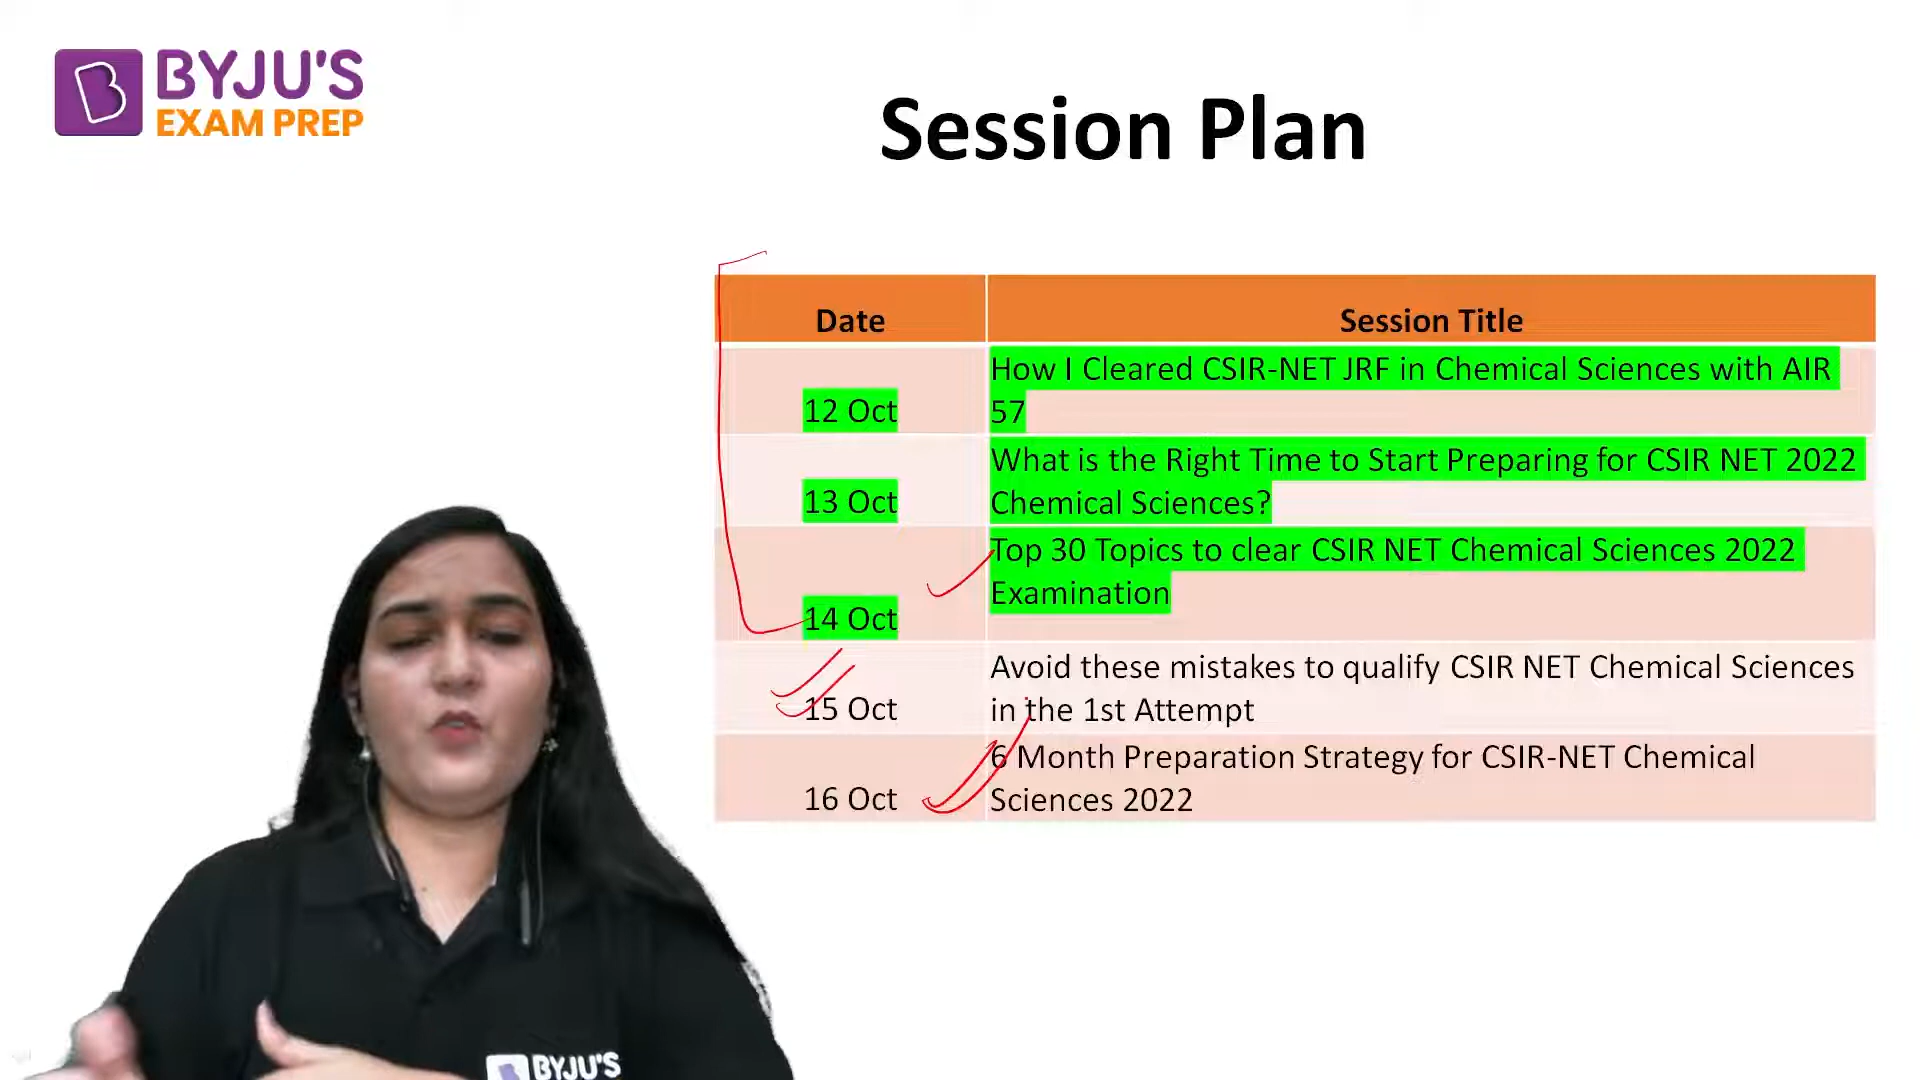 BYJU'S
EXAM PREP
Session Plan
Date
Session Title
12 Oct
How I Cleared CSIR-NET JRF in Chemical Sciences with AIR
57
13 Oct
What is the Right Time to Start Preparing for CSIR NET 2022
Chemical Sciences?
14 Oct
Top 30 Topics to clear CSIR NET Chemical Sciences 2022
Examination
15 Oct
Avoid these mistakes to qualify CSIR NET Chemical Sciences
in the 1st Attempt
16 Oct
6 Month Preparation Strategy for CSIR-NET Chemical
Sciences 2022
BYJU'S